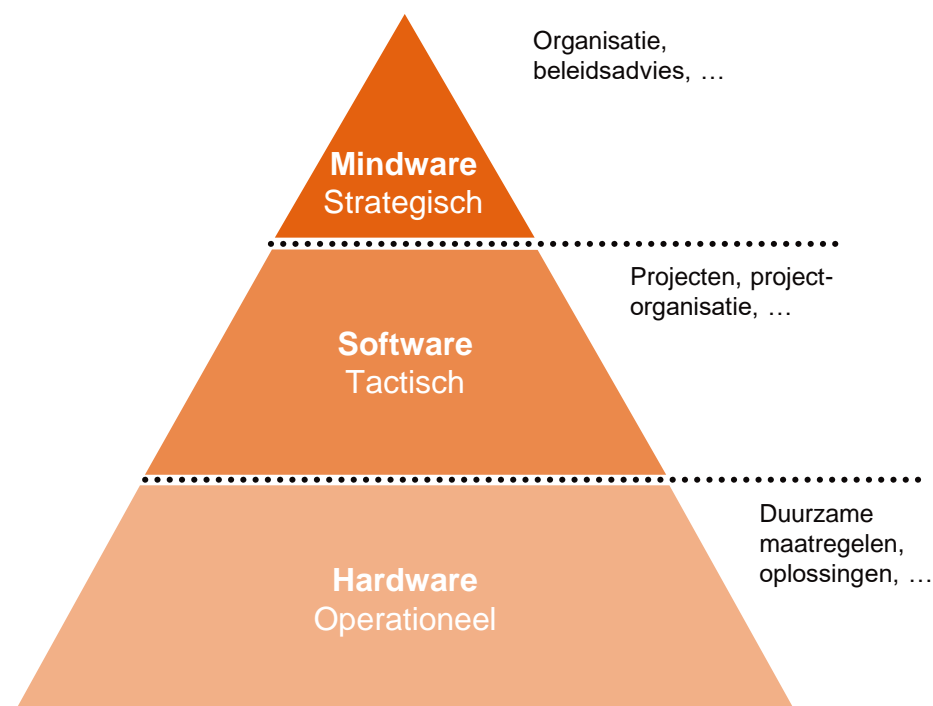 Organisatie,
beleidsadvies, …
Mindware
Strategisch
Projecten, project-
organisatie, …
Software
Tactisch
Duurzame
maatregelen,
oplossingen, …
Hardware
Operationeel